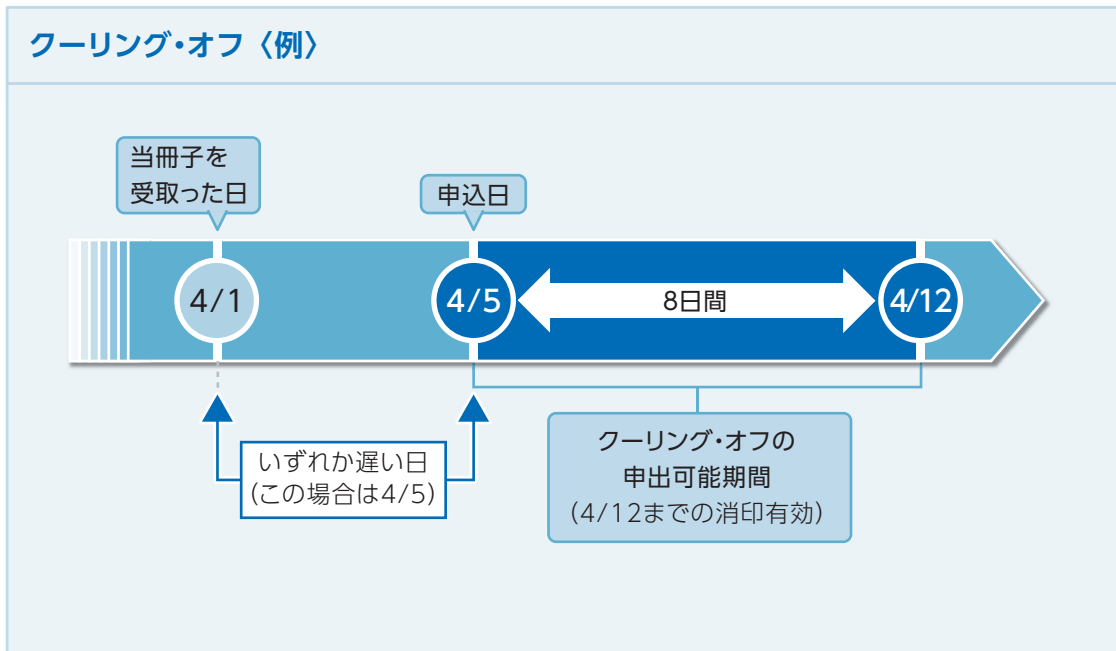 クーリング・オフ〈例〉
当冊子を
受取った日
申込日
4/1
4/5
8日間
4/12
いずれか遅い日
(この場合は4/5)
クーリング・オフの
申出可能期間
(4/12までの消印有効)